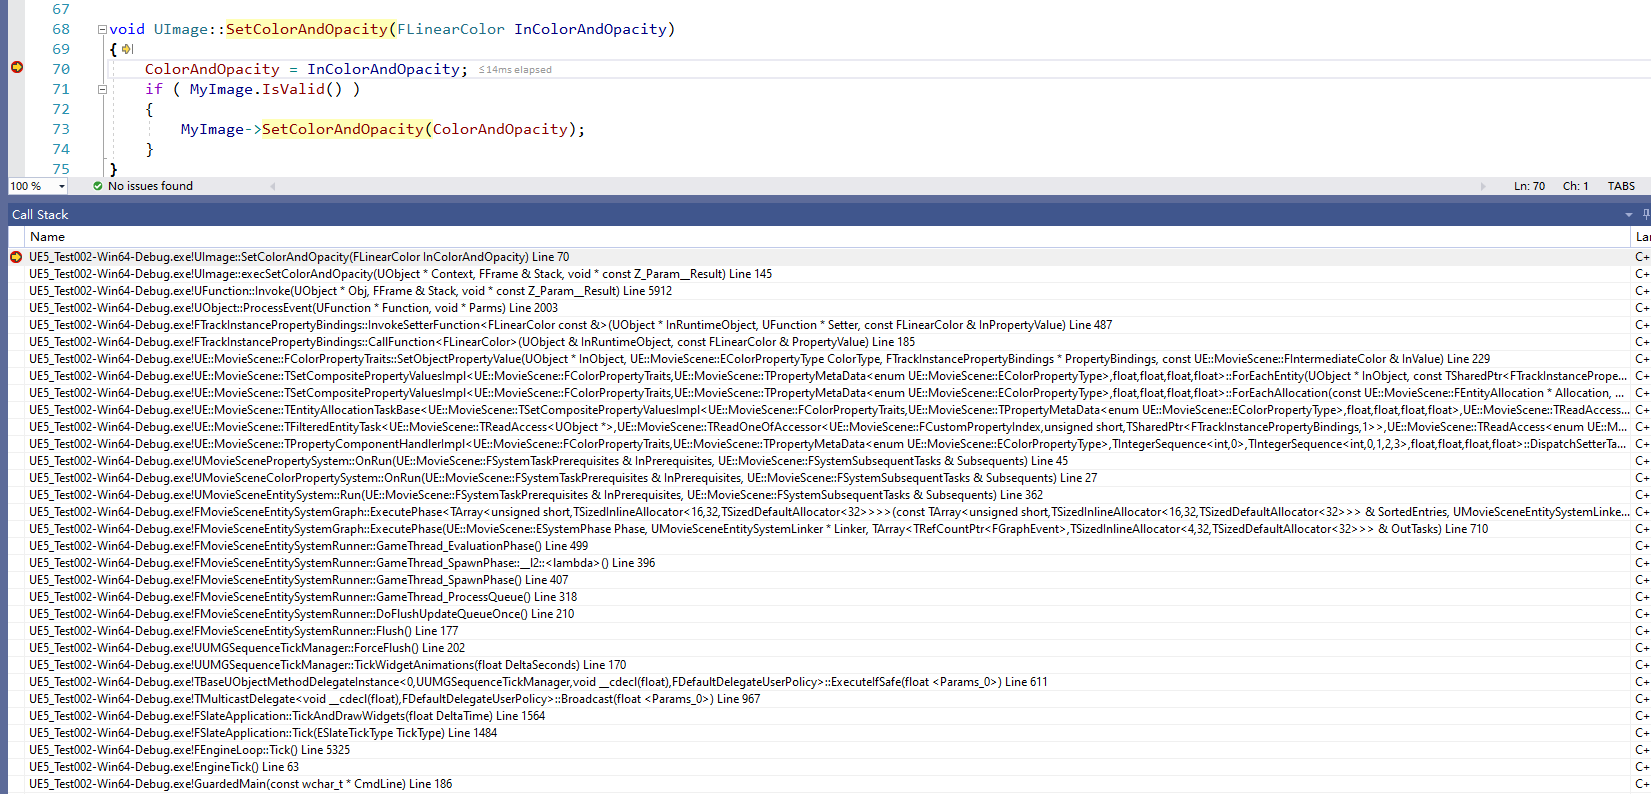 67
68 void UImage::SetColorAndOpacity(FLinearColor InColorAndOpacity)
69 {
70 ColorAndOpacity = InColorAndOpacity; ≤14ms elapsed
71 if ( MyImage.IsValid() )
72 {
73 MyImage->SetColorAndOpacity(ColorAndOpacity);
74 }
75 }
100 % No issues found Ln: 70 Ch: 1 TABS
Call Stack
Name La
UE5_Test002-Win64-Debug.exe!UImage::SetColorAndOpacity(FLinearColor InColorAndOpacity) Line 70 C+
UE5_Test002-Win64-Debug.exe!UImage::execSetColorAndOpacity(UObject * Context, FFrame & Stack, void * const Z_Param__Result) Line 145 C+
UE5_Test002-Win64-Debug.exe!UFunction::Invoke(UObject * Obj, FFrame & Stack, void * const Z_Param__Result) Line 5912 C+
UE5_Test002-Win64-Debug.exe!UObject::ProcessEvent(UFunction * Function, void * Parms) Line 2003 C+
UE5_Test002-Win64-Debug.exe!FTrackInstancePropertyBindings::InvokeSetterFunction<FLinearColor const &>(UObject * InRuntimeObject, UFunction * Setter, const FLinearColor & InPropertyValue) Line 487 C+
UE5_Test002-Win64-Debug.exe!FTrackInstancePropertyBindings::CallFunction<FLinearColor>(UObject & InRuntimeObject, const FLinearColor & PropertyValue) Line 185 C+
UE5_Test002-Win64-Debug.exe!UE::MovieScene::FColorPropertyTraits::SetObjectPropertyValue(UObject * InObject, UE::MovieScene::EColorPropertyType ColorType, FTrackInstancePropertyBindings * PropertyBindings, const UE::MovieScene::FIntermediateColor & InValue) Line 229 C+
UE5_Test002-Win64-Debug.exe!UE::MovieScene::TSetCompositePropertyValuesImpl<UE::MovieScene::FColorPropertyTraits,UE::MovieScene::TPropertyMetaData<enum UE::MovieScene::EColorPropertyType>,float,float,float,float>::ForEachEntity(UObject * InObject, const TSharedPtr<FTrackInstancePrope... C+
UE5_Test002-Win64-Debug.exe!UE::MovieScene::TSetCompositePropertyValuesImpl<UE::MovieScene::FColorPropertyTraits,UE::MovieScene::TPropertyMetaData<enum UE::MovieScene::EColorPropertyType>,float,float,float,float>::ForEachAllocation(const UE::MovieScene::FEntityAllocation * Allocation, ... C+
UE5_Test002-Win64-Debug.exe!UE::MovieScene::TEntityAllocationTaskBase<UE::MovieScene::TSetCompositePropertyValuesImpl<UE::MovieScene::FColorPropertyTraits,UE::MovieScene::TPropertyMetaData<enum UE::MovieScene::EColorPropertyType>,float,float,float,float>,UE::MovieScene::TReadAccess... C+
UE5_Test002-Win64-Debug.exe!UE::MovieScene::TFilteredEntityTask<UE::MovieScene::TReadAccess<UObject *>,UE::MovieScene::TReadOneOfAccessor<UE::MovieScene::FCustomPropertyIndex,unsigned short,TSharedPtr<FTrackInstancePropertyBindings,1>>,UE::MovieScene::TReadAccess<enum UE::M... C+
UE5_Test002-Win64-Debug.exe!UE::MovieScene::TPropertyComponentHandlerImpl<UE::MovieScene::FColorPropertyTraits,UE::MovieScene::TPropertyMetaData<enum UE::MovieScene::EColorPropertyType>,TIntegerSequence<int,0>,TIntegerSequence<int,0,1,2,3>,float,float,float,float>::DispatchSetterTa... C+
UE5_Test002-Win64-Debug.exe!UMovieScenePropertySystem::OnRun(UE::MovieScene::FSystemTaskPrerequisites & InPrerequisites, UE::MovieScene::FSystemSubsequentTasks & Subsequents) Line 45 C+
UE5_Test002-Win64-Debug.exe!UMovieSceneColorPropertySystem::OnRun(UE::MovieScene::FSystemTaskPrerequisites & InPrerequisites, UE::MovieScene::FSystemSubsequentTasks & Subsequents) Line 27 C+
UE5_Test002-Win64-Debug.exe!UMovieSceneEntitySystem::Run(UE::MovieScene::FSystemTaskPrerequisites & InPrerequisites, UE::MovieScene::FSystemSubsequentTasks & Subsequents) Line 362 C+
UE5_Test002-Win64-Debug.exe!FMovieSceneEntitySystemGraph::ExecutePhase<TArray<unsigned short,TSizedInlineAllocator<16,32,TSizedDefaultAllocator<32>>>>(const TArray<unsigned short,TSizedInlineAllocator<16,32,TSizedDefaultAllocator<32>>> & SortedEntries, UMovieSceneEntitySystemLinke... C+
UE5_Test002-Win64-Debug.exe!FMovieSceneEntitySystemGraph::ExecutePhase(UE::MovieScene::ESystemPhase Phase, UMovieSceneEntitySystemLinker * Linker, TArray<TRefCountPtr<FGraphEvent>,TSizedInlineAllocator<4,32,TSizedDefaultAllocator<32>>> & OutTasks) Line 710 C+
UE5_Test002-Win64-Debug.exe!FMovieSceneEntitySystemRunner::GameThread_EvaluationPhase() Line 499 C+
UE5_Test002-Win64-Debug.exe!FMovieSceneEntitySystemRunner::GameThread_SpawnPhase::__l2::<lambda>() Line 396 C+
UE5_Test002-Win64-Debug.exe!FMovieSceneEntitySystemRunner::GameThread_SpawnPhase() Line 407 C+
UE5_Test002-Win64-Debug.exe!FMovieSceneEntitySystemRunner::GameThread_ProcessQueue() Line 318 C+
UE5_Test002-Win64-Debug.exe!FMovieSceneEntitySystemRunner::DoFlushUpdateQueueOnce() Line 210 C+
UE5_Test002-Win64-Debug.exe!FMovieSceneEntitySystemRunner::Flush() Line 177 C+
UE5_Test002-Win64-Debug.exe!UUMGSequenceTickManager::ForceFlush() Line 202 C+
UE5_Test002-Win64-Debug.exe!UUMGSequenceTickManager::TickWidgetAnimations(float DeltaSeconds) Line 170 C+
UE5_Test002-Win64-Debug.exe!TBaseUObjectMethodDelegateInstance<0,UUMGSequenceTickManager,void __cdecl(float),FDefaultDelegateUserPolicy>::ExecuteIfSafe(float <Params_0>) Line 611 C+
UE5_Test002-Win64-Debug.exe!TMulticastDelegate<void __cdecl(float),FDefaultDelegateUserPolicy>::Broadcast(float <Params_0>) Line 967 C+
UE5_Test002-Win64-Debug.exe!FSlateApplication::TickAndDrawWidgets(float DeltaTime) Line 1564 C+
UE5_Test002-Win64-Debug.exe!FSlateApplication::Tick(ESlateTickType TickType) Line 1484 C+
UE5_Test002-Win64-Debug.exe!FEngineLoop::Tick() Line 5325 C+
UE5_Test002-Win64-Debug.exe!EngineTick() Line 63 C+
UE5_Test002-Win64-Debug.exe!GuardedMain(const wchar_t * CmdLine) Line 186 C+